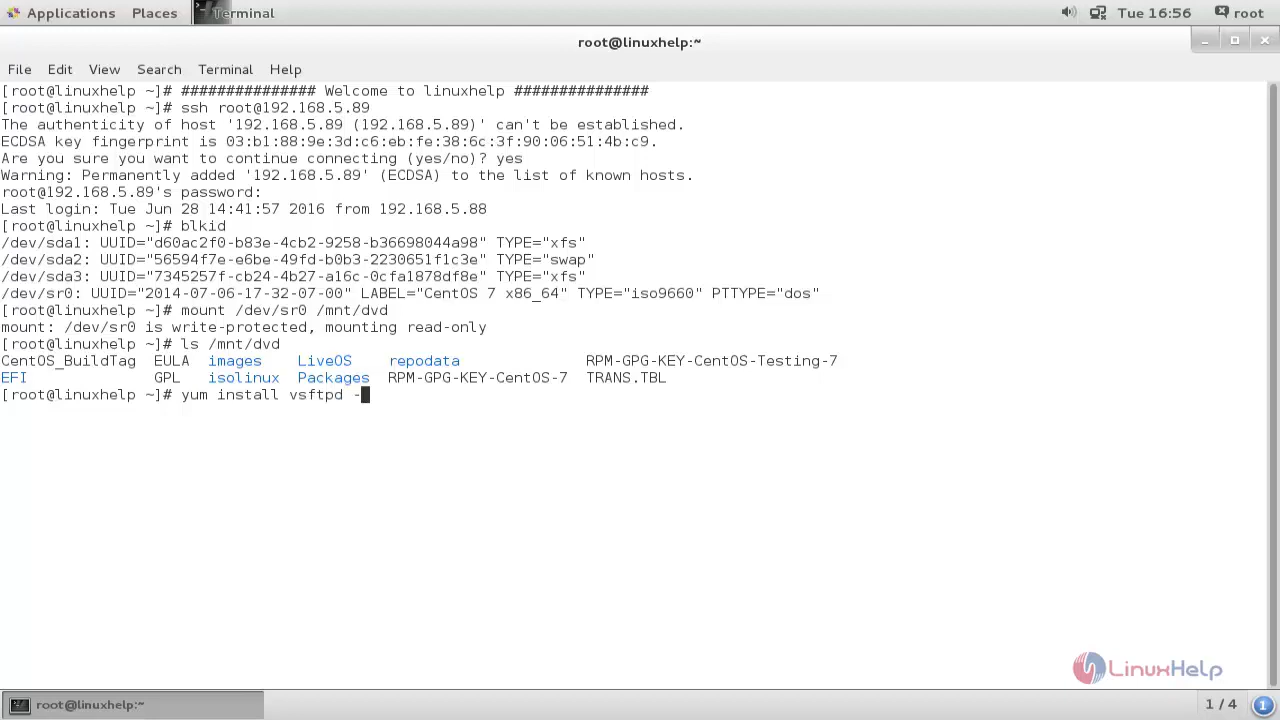 Applications Places Terminal Tue 16:56 root
root@linuxhelp:~
File Edit View Search Terminal Help
[root@linuxhelp ~]# ############### Welcome to linuxhelp ###############
[root@linuxhelp ~]# ssh root@192.168.5.89
The authenticity of host '192.168.5.89 (192.168.5.89)' can't be established.
ECDSA key fingerprint is 03:b1:88:9e:3d:c6:eb:fe:38:6c:3f:90:06:51:4b:c9.
Are you sure you want to continue connecting (yes/no)? yes
Warning: Permanently added '192.168.5.89' (ECDSA) to the list of known hosts.
root@192.168.5.89's password:
Last login: Tue Jun 28 14:41:57 2016 from 192.168.5.88
[root@linuxhelp ~]# blkid
/dev/sda1: UUID="d60ac2f0-b83e-4cb2-9258-b36698044a98" TYPE="xfs"
/dev/sda2: UUID="56594f7e-e6be-49fd-b0b3-2230651f1c3e" TYPE="swap"
/dev/sda3: UUID="7345257f-cb24-4b27-a16c-0cfa1878df8e" TYPE="xfs"
/dev/sr0: UUID="2014-07-06-17-32-07-00" LABEL="CentOS 7 x86_64" TYPE="iso9660" PTTYPE="dos"
[root@linuxhelp ~]# mount /dev/sr0 /mnt/dvd
mount: /dev/sr0 is write-protected, mounting read-only
[root@linuxhelp ~]# ls /mnt/dvd
CentOS_BuildTag EULA images LiveOS repodata RPM-GPG-KEY-CentOS-Testing-7
EFI GPL isolinux Packages RPM-GPG-KEY-CentOS-7 TRANS.TBL
[root@linuxhelp ~]# yum install vsftpd -
LinuxHelp
root@linuxhelp:~ 1 / 4 1